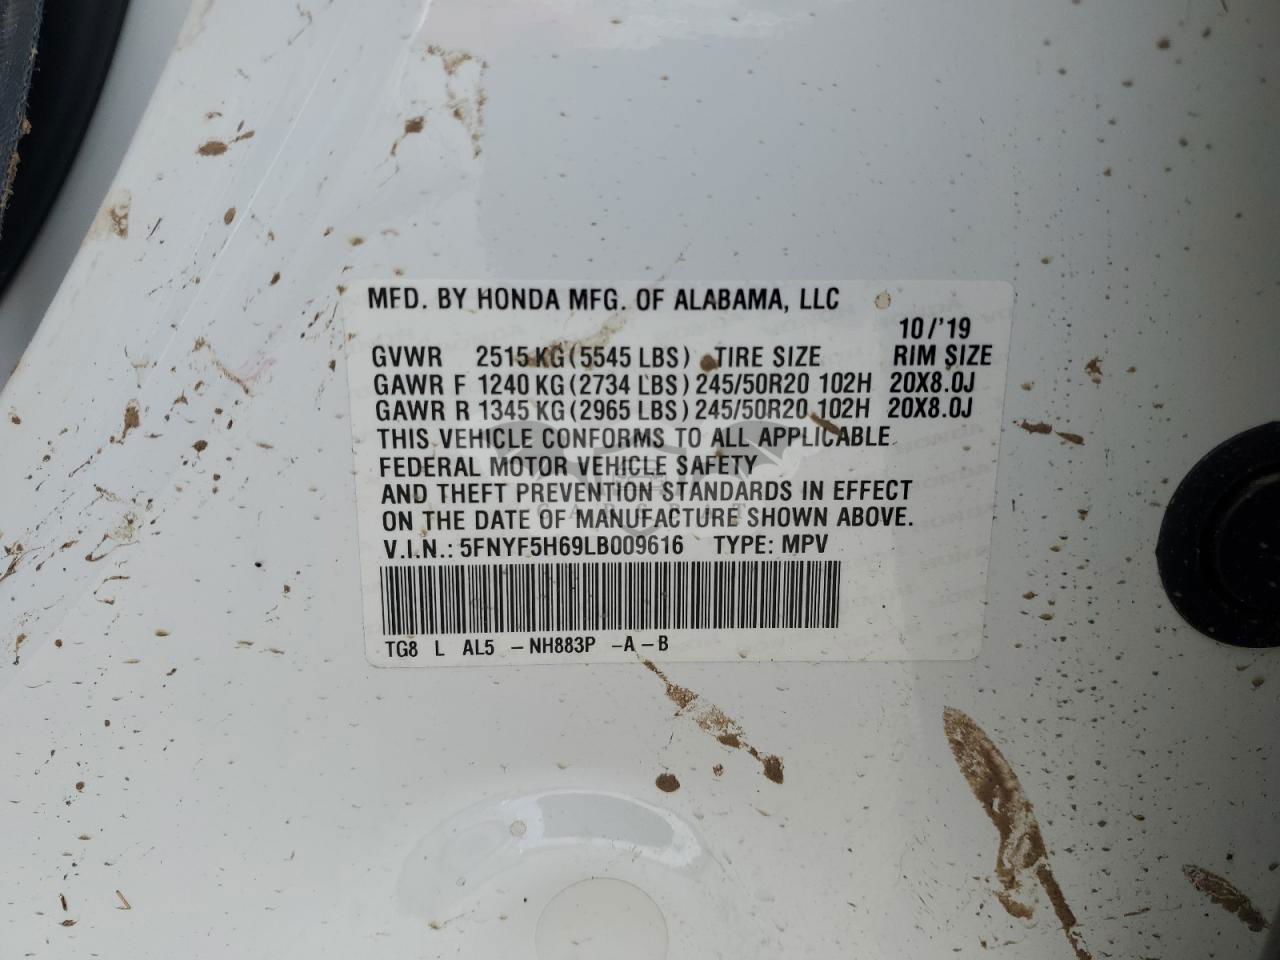 MFD. BY HONDA MFG. OF ALABAMA, LLC
10/'19
GVWR 2515 KG (5545 LBS) TIRE SIZE RIM SIZE
GAWR F 1240 KG (2734 LBS) 245/50R20 102H 20X8.0J
GAWR R 1345 KG (2965 LBS) 245/50R20 102H 20X8.0J
THIS VEHICLE CONFORMS TO ALL APPLICABLE
FEDERAL MOTOR VEHICLE SAFETY
AND THEFT PREVENTION STANDARDS IN EFFECT
ON THE DATE OF MANUFACTURE SHOWN ABOVE.
V.I.N.: 5FNYF5H69LB009616 TYPE: MPV
TG8 L AL5 -NH883P -A-B